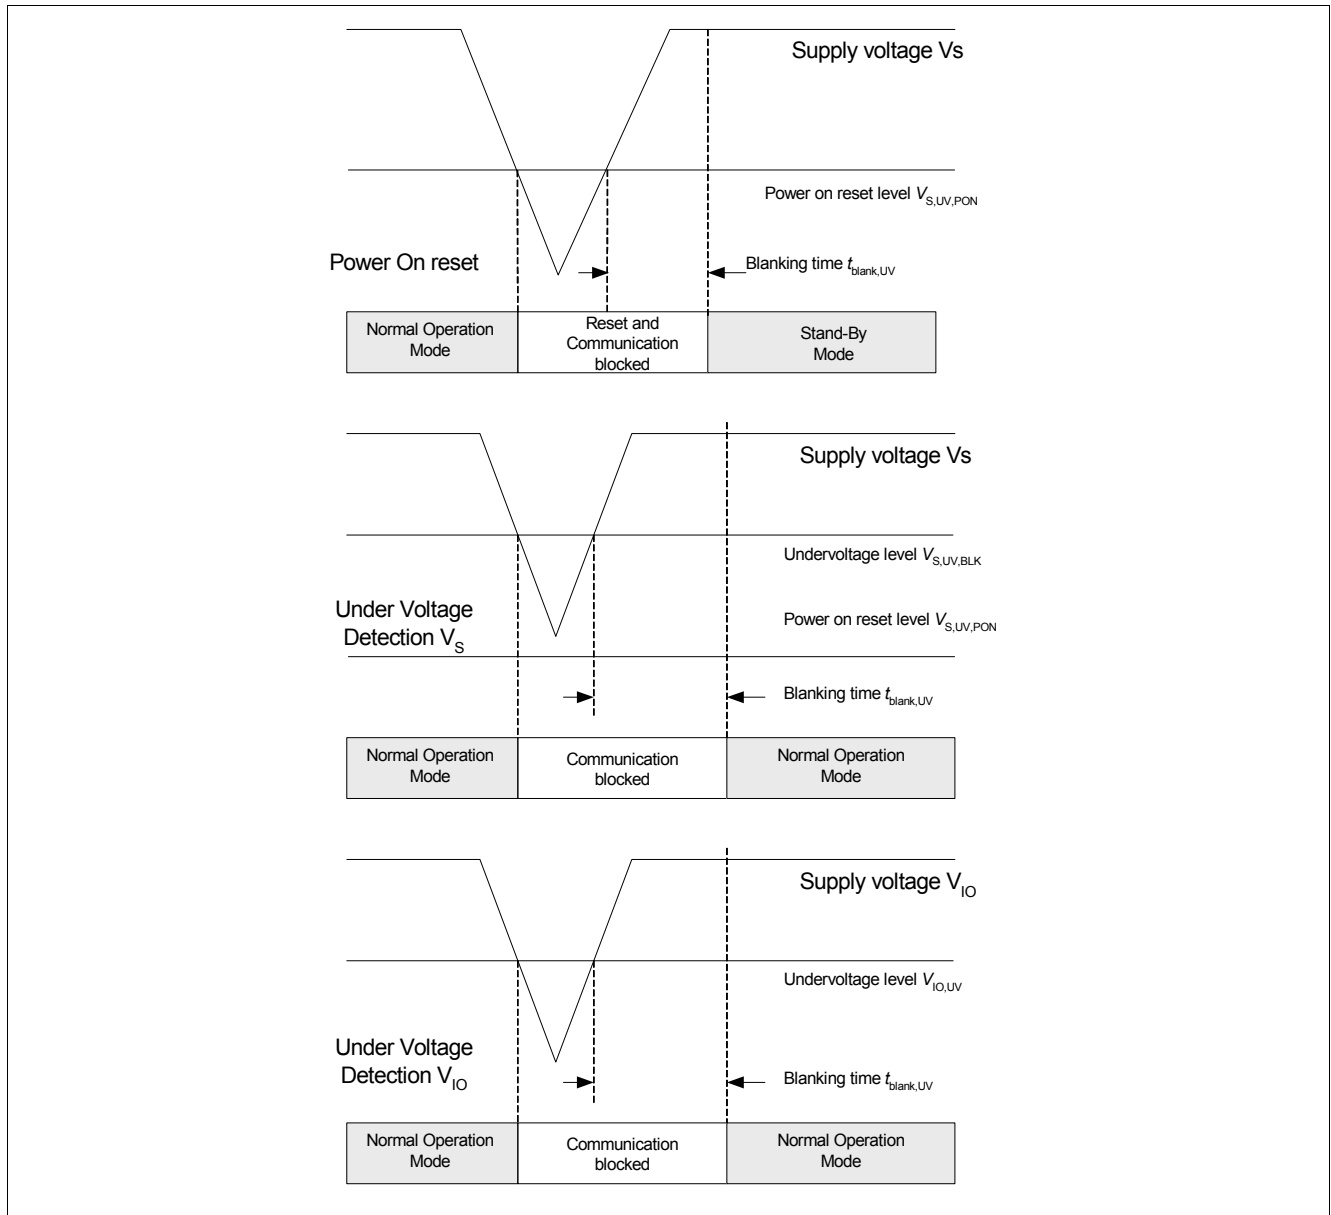 Supply voltage Vs
Power on reset level VS,UV,PON
Power On reset
Blanking time tblank,UV
Normal Operation
Mode
Reset and
Communication
blocked
Stand-By
Mode
Supply voltage Vs
Undervoltage level VS,UV,BLK
Under Voltage
Detection VS
Power on reset level VS,UV,PON
Blanking time tblank,UV
Normal Operation
Mode
Communication
blocked
Normal Operation
Mode
Supply voltage VIO
Undervoltage level VIO,UV
Under Voltage
Detection VIO
Blanking time tblank,UV
Normal Operation
Mode
Communication
blocked
Normal Operation
Mode